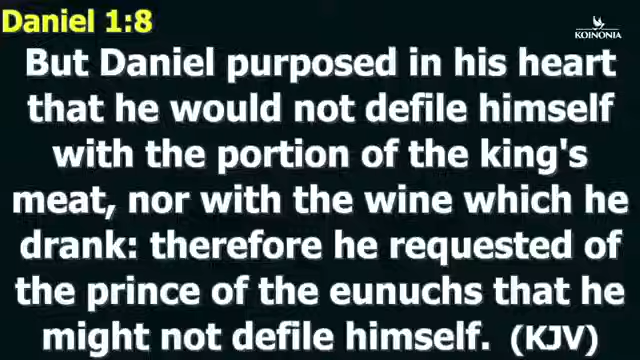 Daniel 1:8
KOINONIA
But Daniel purposed in his heart
that he would not defile himself
with the portion of the king's
meat, nor with the wine which he
drank: therefore he requested of
the prince of the eunuchs that he
might not defile himself. (KJV)